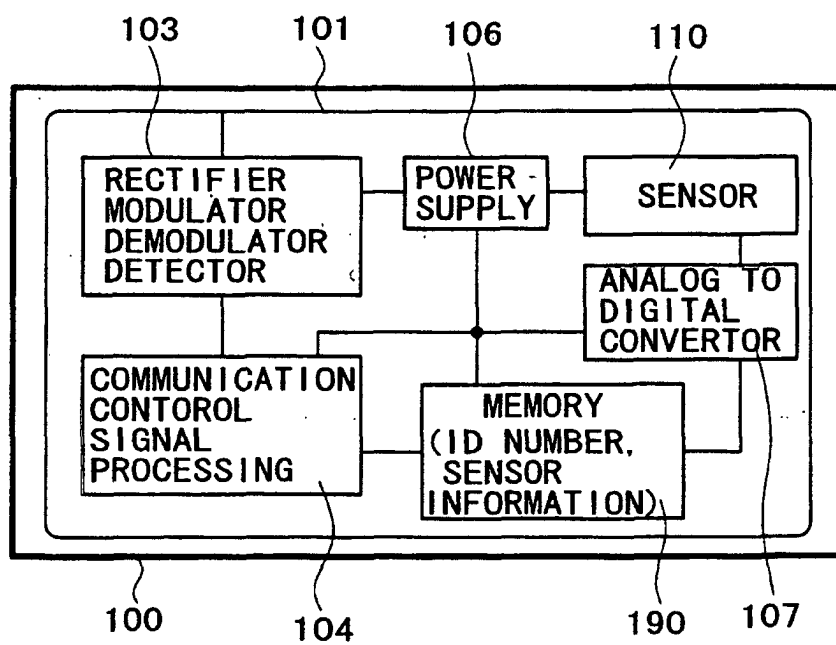 103
101
106
110
RECTIFIER
MODULATOR
DEMODULATOR
DETECTOR
POWER
SUPPLY
SENSOR
ANALOG TO
DIGITAL
CONVERTOR
COMMUNICATION
CONTOROL
SIGNAL
PROCESSING
MEMORY
(ID NUMBER,
SENSOR
INFORMATION)
100
104
190
107